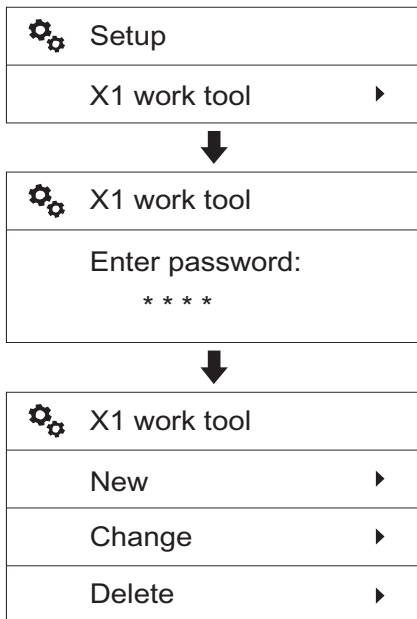 Setup
X1 work tool
X1 work tool
Enter password:
* * * *
X1 work tool
New
Change
Delete